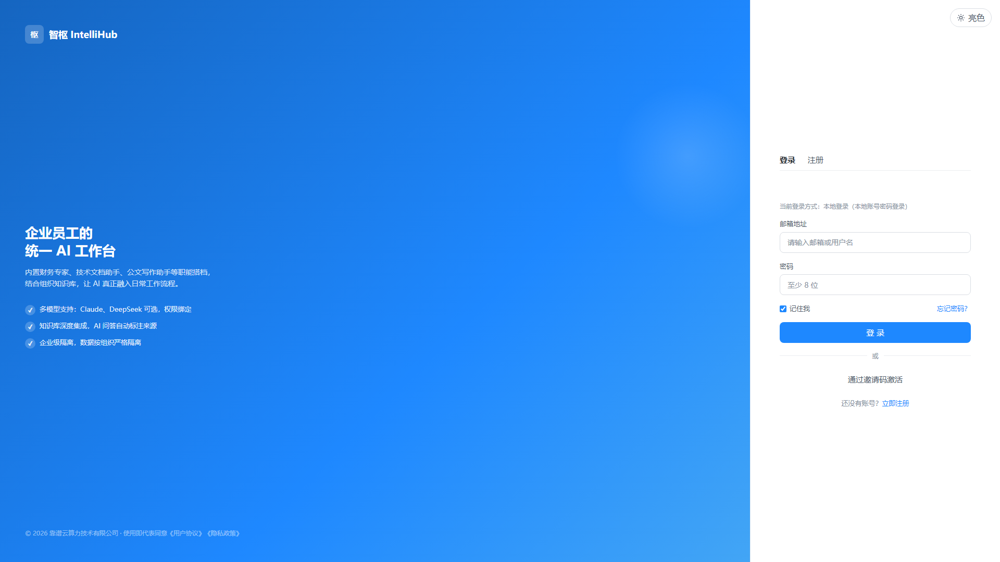 枢 智枢 IntelliHub
企业员工的
统一 AI 工作台
内置财务专家、技术文档助手、公文写作助手等职能搭档，
结合组织知识库，让 AI 真正融入日常工作流程。
多模型支持：Claude、DeepSeek 可选，权限绑定
知识库深度集成，AI 问答自动标注来源
企业级隔离，数据按组织严格隔离
© 2026 靠谱云算力技术有限公司 · 使用即代表同意《用户协议》《隐私政策》
亮色
登录 注册
当前登录方式：本地登录（本地账号密码登录）
邮箱地址
请输入邮箱或用户名
密码
至少 8 位
记住我 忘记密码？
登 录
或
通过邀请码激活
还没有账号？立即注册